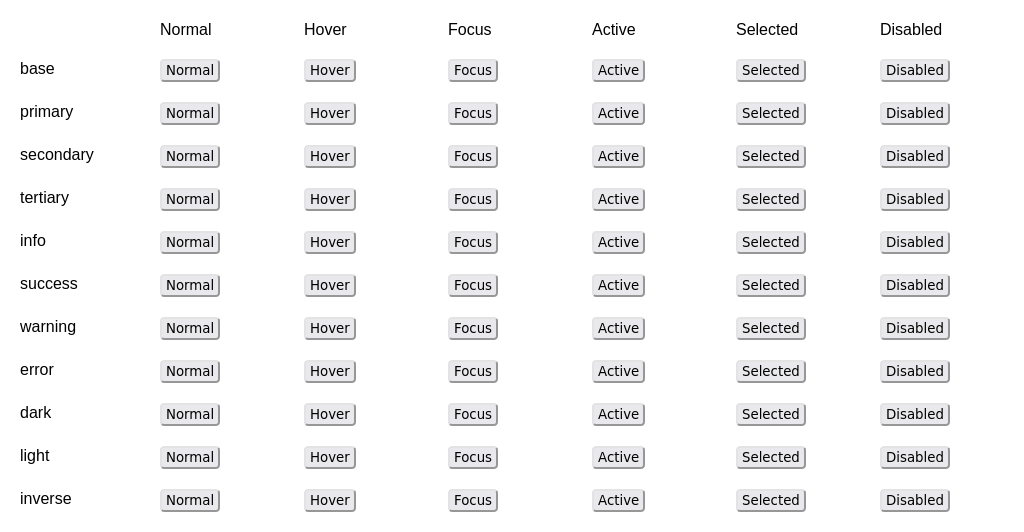 Normal Hover Focus Active Selected Disabled
base Normal Hover Focus Active Selected Disabled
primary Normal Hover Focus Active Selected Disabled
secondary Normal Hover Focus Active Selected Disabled
tertiary Normal Hover Focus Active Selected Disabled
info Normal Hover Focus Active Selected Disabled
success Normal Hover Focus Active Selected Disabled
warning Normal Hover Focus Active Selected Disabled
error Normal Hover Focus Active Selected Disabled
dark Normal Hover Focus Active Selected Disabled
light Normal Hover Focus Active Selected Disabled
inverse Normal Hover Focus Active Selected Disabled